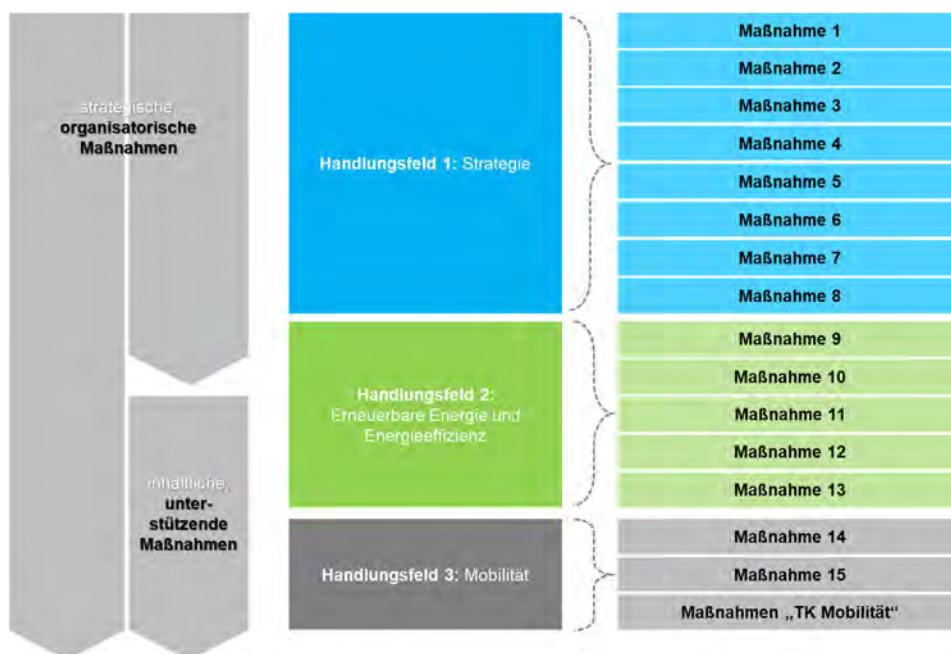 strategische,
organisatorische
Maßnahmen
inhaltliche,
unter-
stützende
Maßnahmen
Handlungsfeld 1: Strategie
Handlungsfeld 2:
Erneuerbare Energie und
Energieeffizienz
Handlungsfeld 3: Mobilität
Maßnahme 1
Maßnahme 2
Maßnahme 3
Maßnahme 4
Maßnahme 5
Maßnahme 6
Maßnahme 7
Maßnahme 8
Maßnahme 9
Maßnahme 10
Maßnahme 11
Maßnahme 12
Maßnahme 13
Maßnahme 14
Maßnahme 15
Maßnahmen „TK Mobilität“